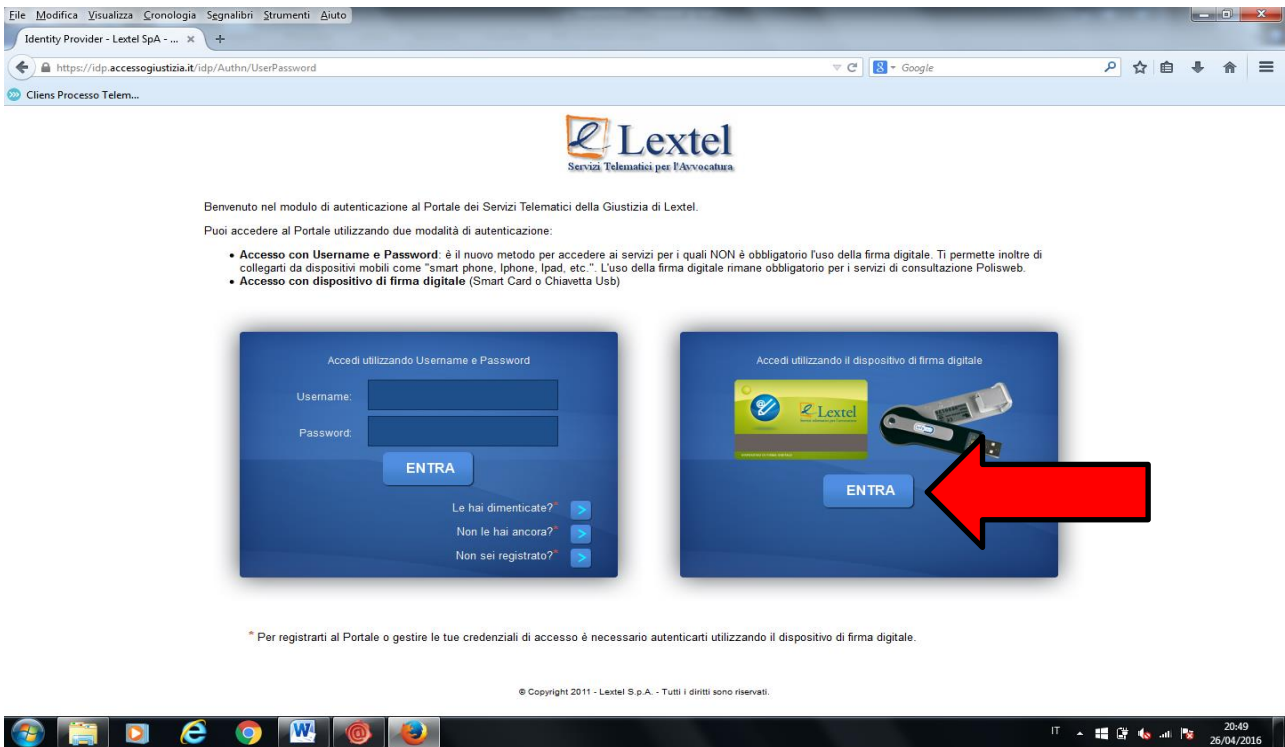 File Modifica Visualizza Cronologia Segnalibri Strumenti Aiuto
Identity Provider - Lextel SpA - ...
https://idp.accessogiustizia.it/idp/Authn/UserPassword
Google
Cliens Processo Telem...
Lextel
Servizi Telematici per l'Avvocatura
Benvenuto nel modulo di autenticazione al Portale dei Servizi Telematici della Giustizia di Lextel.
Puoi accedere al Portale utilizzando due modalità di autenticazione:
• Accesso con Username e Password: è il nuovo metodo per accedere ai servizi per i quali NON è obbligatorio l'uso della firma digitale. Ti permette inoltre di
collegarti da dispositivi mobili come "smart phone, Iphone, Ipad, etc.". L'uso della firma digitale rimane obbligatorio per i servizi di consultazione Polisweb.
• Accesso con dispositivo di firma digitale (Smart Card o Chiavetta Usb)
Accedi utilizzando Username e Password
Username:
Password:
ENTRA
Le hai dimenticate?*
Non le hai ancora?*
Non sei registrato?*
Accedi utilizzando il dispositivo di firma digitale
Lextel
ENTRA
* Per registrarti al Portale o gestire le tue credenziali di accesso è necessario autenticarti utilizzando il dispositivo di firma digitale.
© Copyright 2011 - Lextel S.p.A. - Tutti i diritti sono riservati.
IT
20:49
26/04/2016